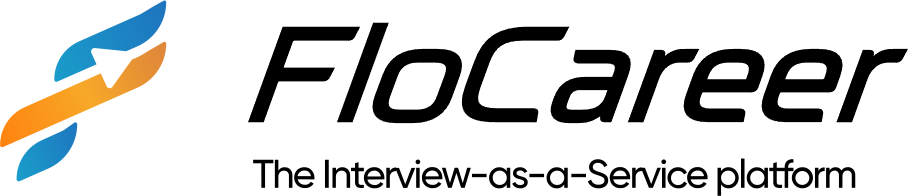 FloCareer
The Interview-as-a-Service platform